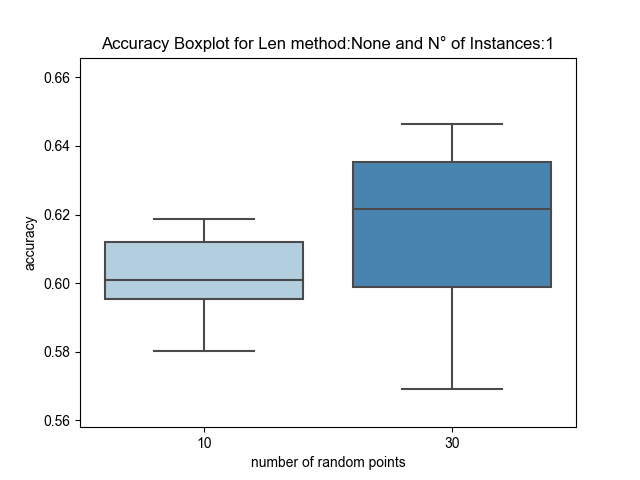 Accuracy Boxplot for Len method:None and N° of Instances:1
0.66
0.64
0.62
0.60
0.58
0.56
accuracy
10
30
number of random points